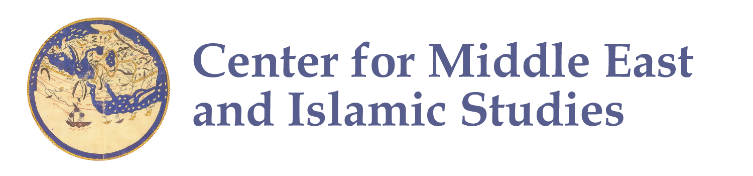 Center for Middle East
and Islamic Studies